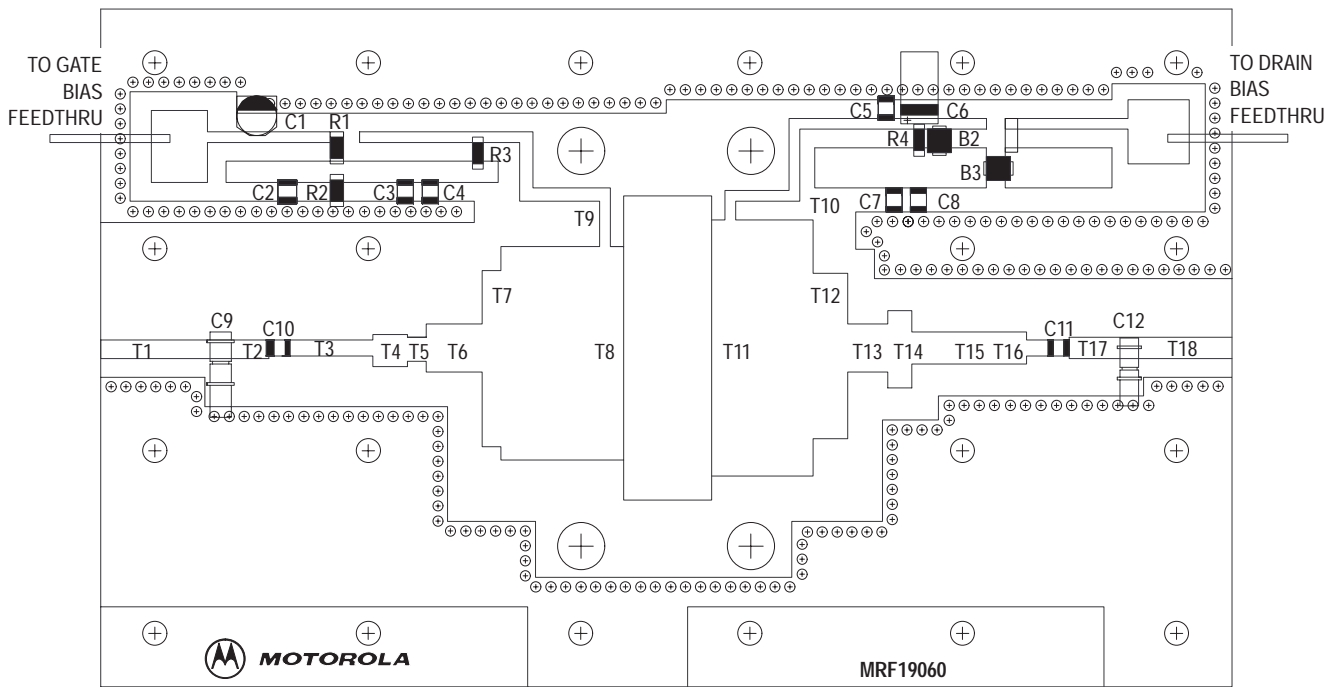 TO GATE
BIAS
FEEDTHRU
TO DRAIN
BIAS
FEEDTHRU
C1
R1
R3
C5
C6
+
R4
B2
B3
C2
R2
C3
C4
C7
C8
T9
T10
T7
T12
C9
C10
C11
C12
T1
T2
T3
T4
T5
T6
T8
T11
T13
T14
T15
T16
T17
T18
MOTOROLA
MRF19060